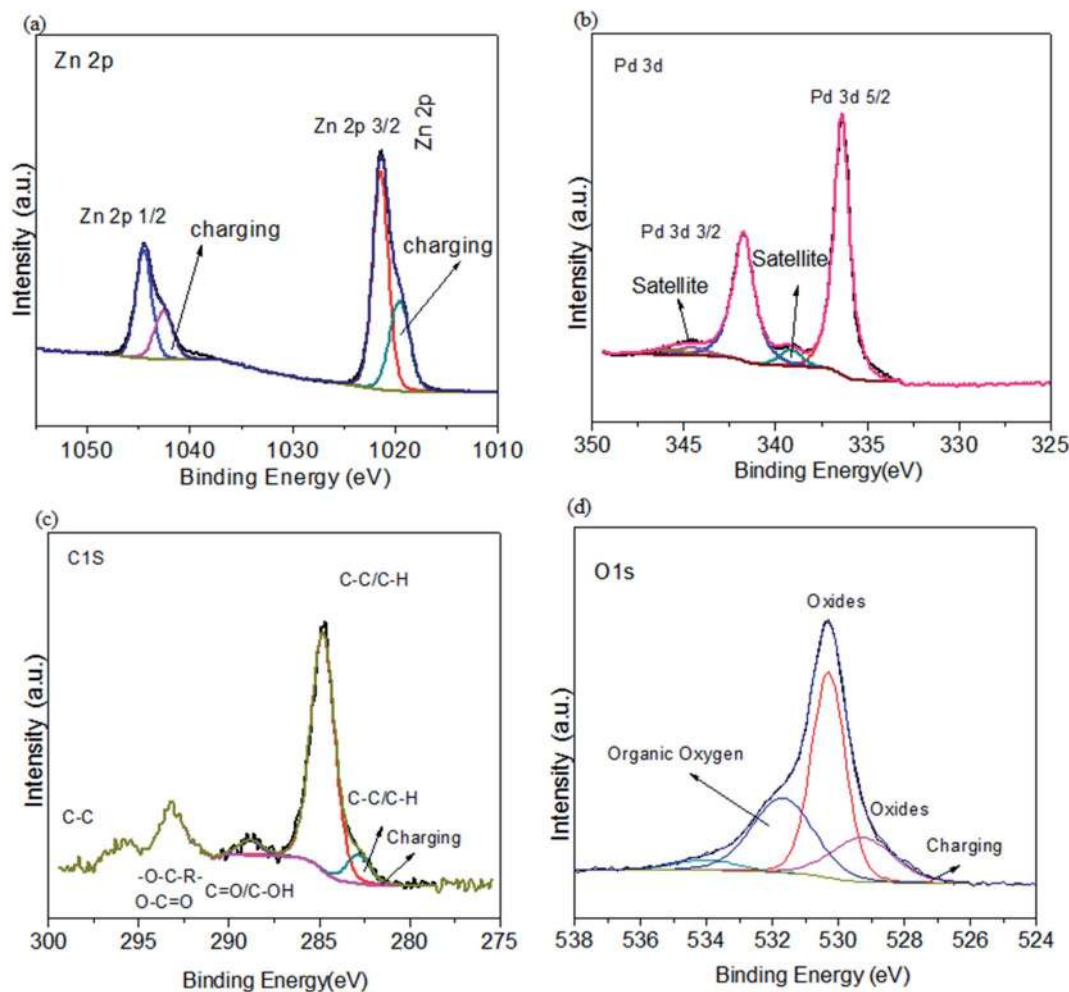 (a)
Zn 2p
Zn 2p 3/2
Zn 2p
Zn 2p 1/2
charging
charging
Intensity (a.u.)
1050
1040
1030
1020
1010
Binding Energy (eV)
(b)
Pd 3d
Pd 3d 5/2
Pd 3d 3/2
Satellite
Satellite
Intensity (a.u.)
350
345
340
335
330
325
Binding Energy(eV)
(c)
C1S
C-C/C-H
C-C/C-H
Charging
C-C
-O-C-R-
O-C=O
C=O/C-OH
Intensity (a.u.)
300
295
290
285
280
275
Binding Energy(eV)
(d)
O1s
Oxides
Organic Oxygen
Oxides
Charging
Intensity (a.u.)
538
536
534
532
530
528
526
524
Binding Energy (eV)